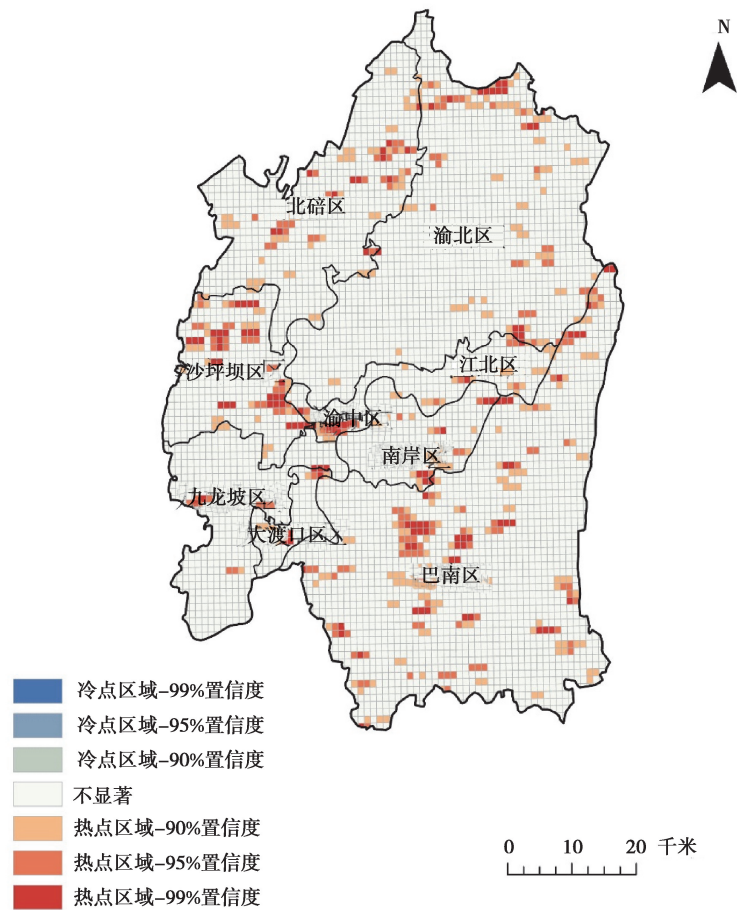 N
北碚区
渝北区
江北区
沙坪坝区
渝中区
南岸区
九龙坡区
大渡口区
巴南区
冷点区域-99%置信度
冷点区域-95%置信度
冷点区域-90%置信度
不显著
热点区域-90%置信度
热点区域-95%置信度
热点区域-99%置信度
0 10 20 千米